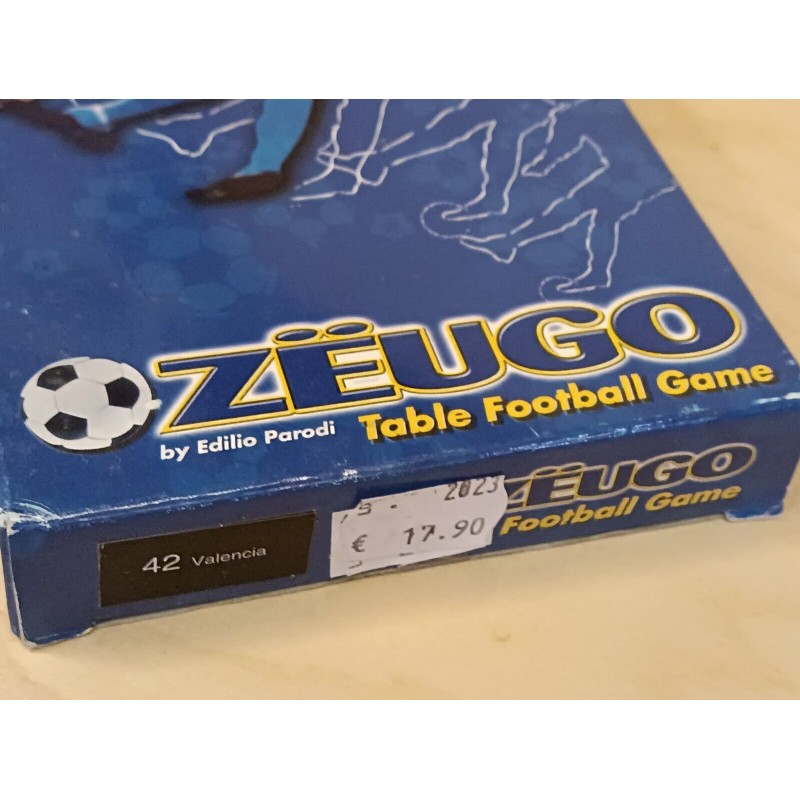 ZËUGO
by Edilio Parodi
Table Football Game
ZËUGO
Football Game
2023
€ 17.90
42 Valencia